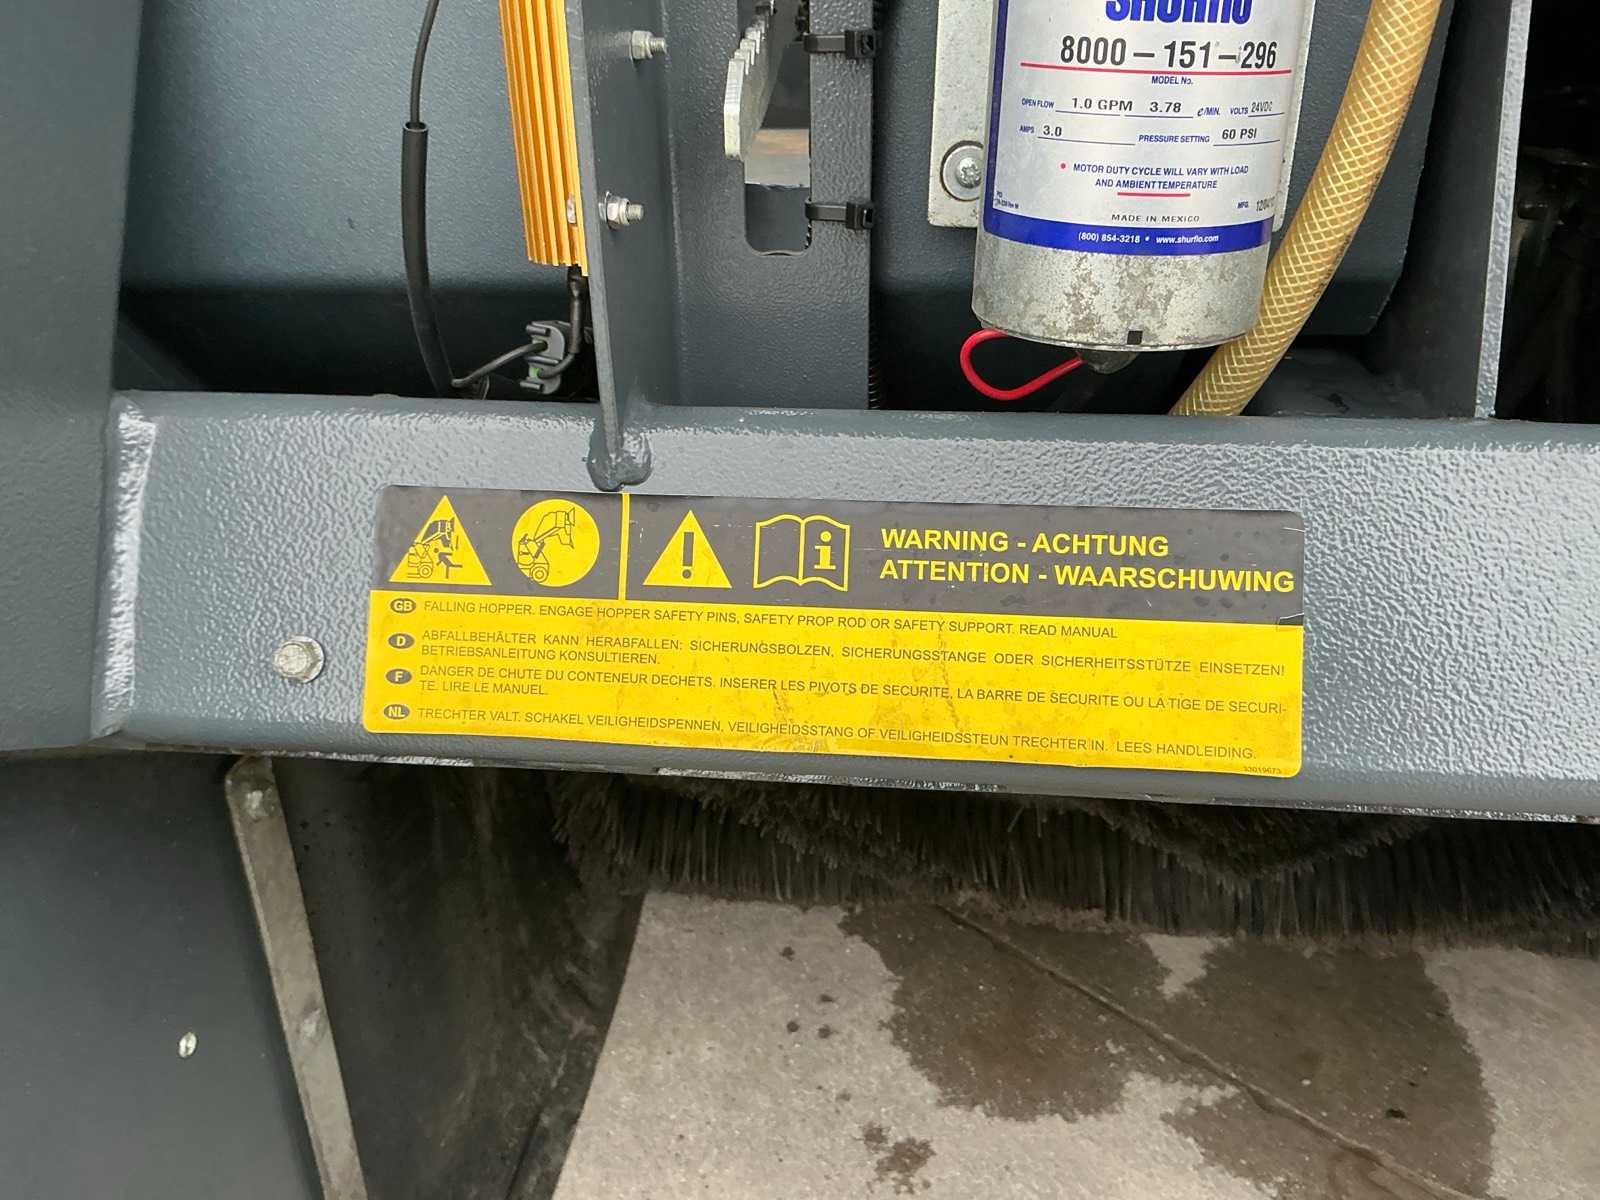 SHURflo
8000-151-296
MODEL No.
OPEN FLOW 1.0 GPM 3.78 ℓ/MIN. VOLTS 24VDC
AMPS 3.0 PRESSURE SETTING 60 PSI
• MOTOR DUTY CYCLE WILL VARY WITH LOAD
AND AMBIENT TEMPERATURE
MFG.
MADE IN MEXICO
(800) 854-3218 • www.shurflo.com
WARNING - ACHTUNG
ATTENTION - WAARSCHUWING
GB FALLING HOPPER. ENGAGE HOPPER SAFETY PINS, SAFETY PROP ROD OR SAFETY SUPPORT. READ MANUAL
D ABFALLBEHÄLTER KANN HERABFALLEN: SICHERUNGSBOLZEN, SICHERUNGSSTANGE ODER SICHERHEITSSTÜTZE EINSETZEN!
BETRIEBSANLEITUNG KONSULTIEREN.
F DANGER DE CHUTE DU CONTENEUR DECHETS. INSERER LES PIVOTS DE SECURITE, LA BARRE DE SECURITE OU LA TIGE DE SECURI-
TE. LIRE LE MANUEL.
NL TRECHTER VALT. SCHAKEL VEILIGHEIDSPENNEN, VEILIGHEIDSSTANG OF VEILIGHEIDSSTEUN TRECHTER IN. LEES HANDLEIDING.
33019673